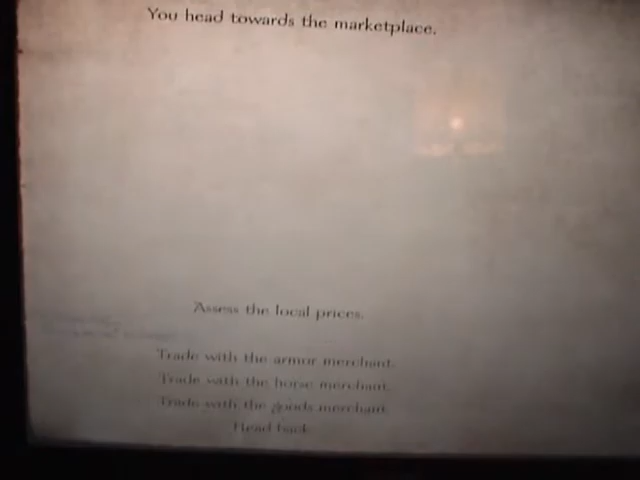 You head towards the marketplace.
Assess the local prices.
Trade with the armor merchant.
Trade with the horse merchant.
Trade with the goods merchant.
Head back.